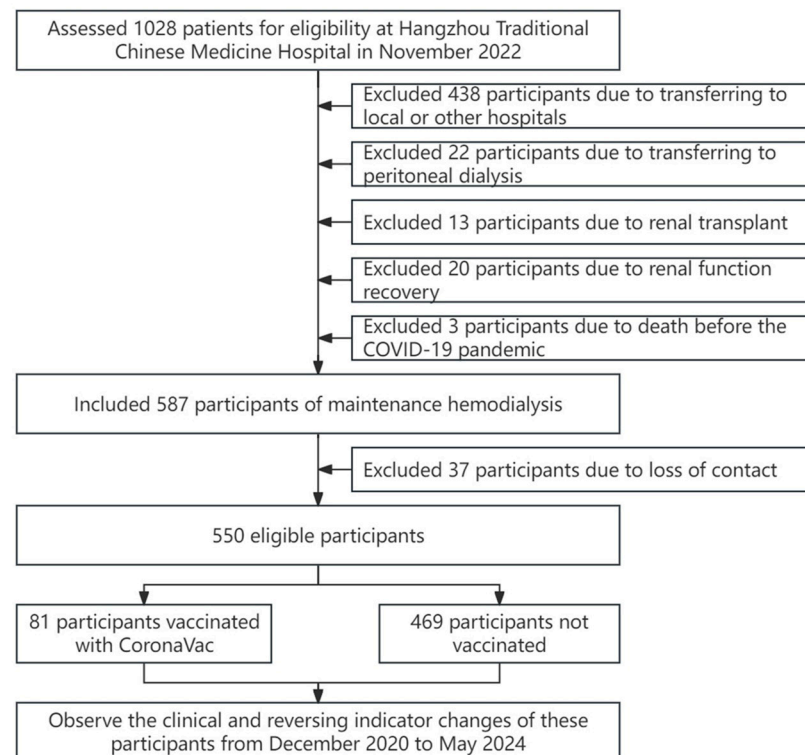 Assessed 1028 patients for eligibility at Hangzhou Traditional
Chinese Medicine Hospital in November 2022
Excluded 438 participants due to transferring to
local or other hospitals
Excluded 22 participants due to transferring to
peritoneal dialysis
Excluded 13 participants due to renal transplant
Excluded 20 participants due to renal function
recovery
Excluded 3 participants due to death before the
COVID-19 pandemic
Included 587 participants of maintenance hemodialysis
Excluded 37 participants due to loss of contact
550 eligible participants
81 participants vaccinated
with CoronaVac
469 participants not
vaccinated
Observe the clinical and reversing indicator changes of these
participants from December 2020 to May 2024